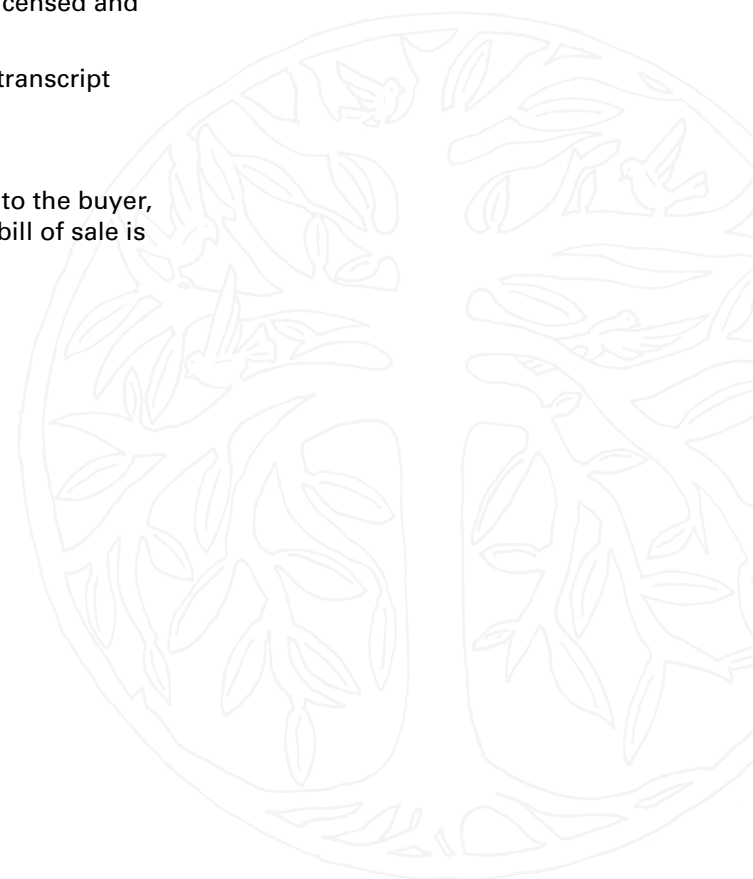 censed and
transcript
to the buyer,
bill of sale is